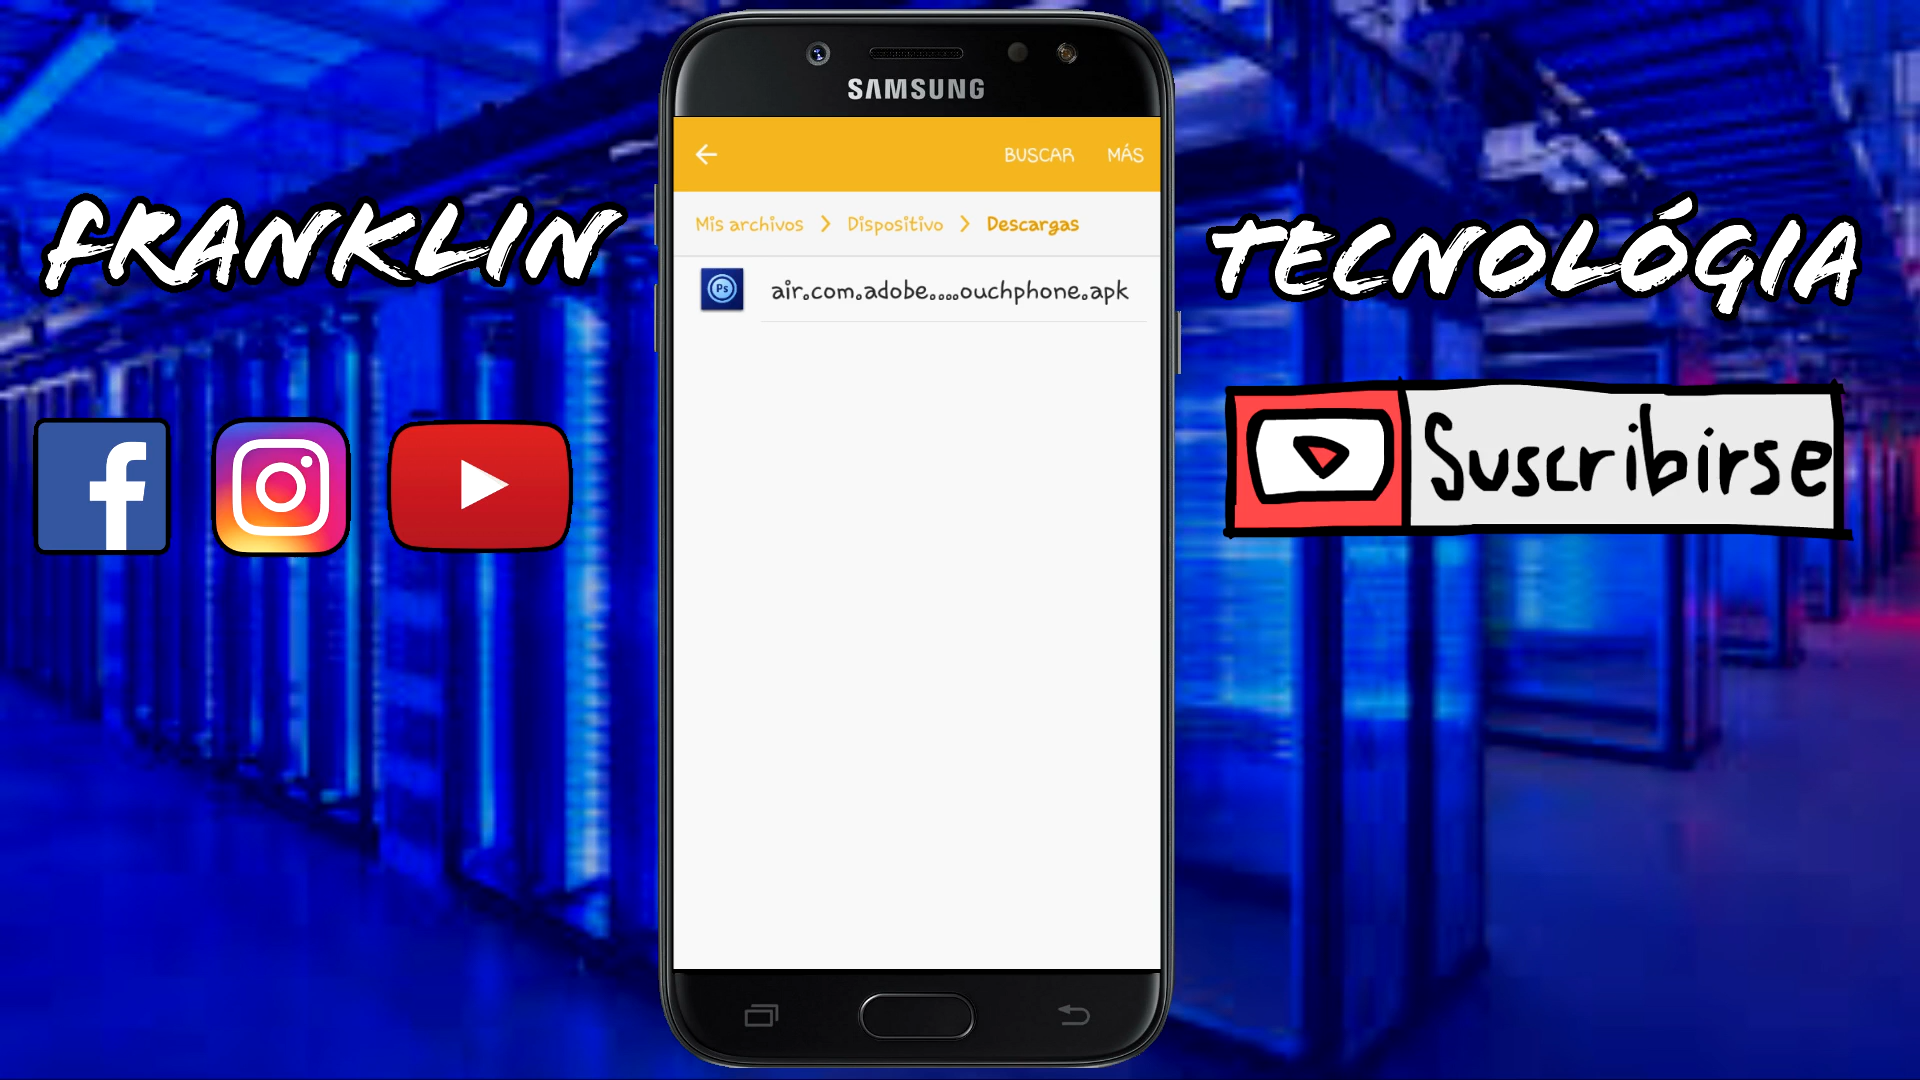 SAMSUNG
BUSCAR MÁS
Mis archivos > Dispositivo > Descargas
Ps air.com.adobe....ouchphone.apk
FRANKLIN
TECNOLÓGIA
Suscribirse